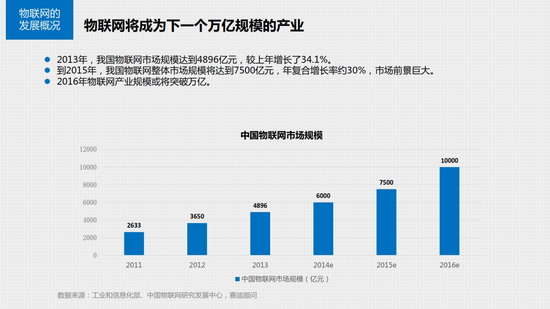 物联网的
发展概况
物联网将成为下一个万亿规模的产业
2013年，我国物联网市场规模达到4896亿元，较上年增长了34.1%。
到2015年，我国物联网整体市场规模将达到7500亿元，年复合增长率约30%，市场前景巨大。
2016年物联网产业规模或将突破万亿。
中国物联网市场规模
12000
10000
8000
6000
4000
2000
0
2633
3650
4896
6000
7500
10000
2011
2012
2013
2014e
2015e
2016e
中国物联网市场规模（亿元）
数据来源：工业和信息化部、中国物联网研究发展中心，赛迪顾问